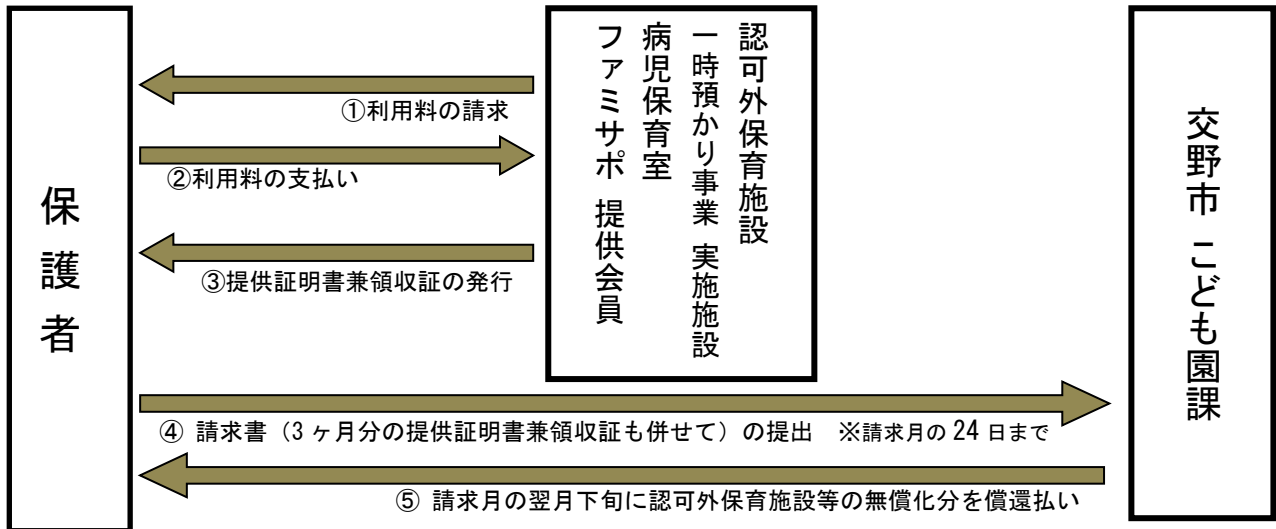 保護者
①利用料の請求
②利用料の支払い
③提供証明書兼領収証の発行
認可外保育施設
一時預かり事業 実施施設
病児保育室
ファミサポ 提供会員
交野市 こども園課
④ 請求書（3 ヶ月分の提供証明書兼領収証も併せて）の提出　※請求月の 24 日まで
⑤ 請求月の翌月下旬に認可外保育施設等の無償化分を償還払い